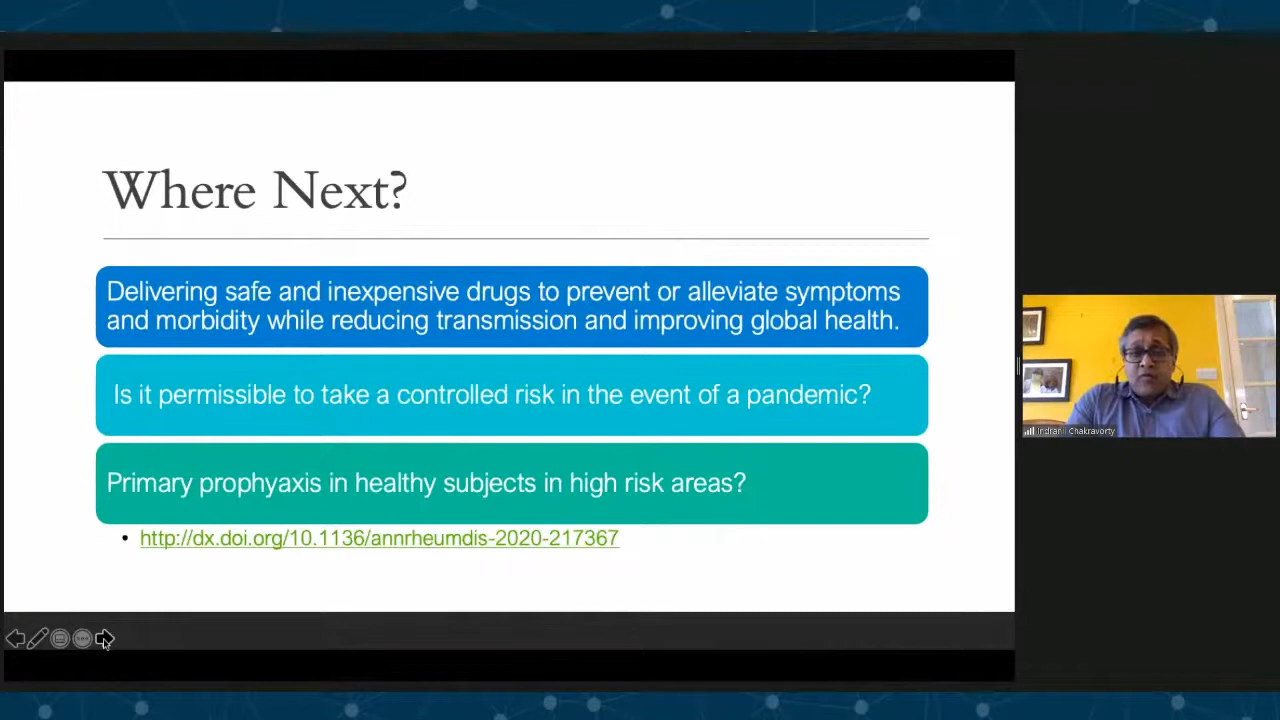 Where Next?
Delivering safe and inexpensive drugs to prevent or alleviate symptoms
and morbidity while reducing transmission and improving global health.
Is it permissible to take a controlled risk in the event of a pandemic?
Primary prophyaxis in healthy subjects in high risk areas?
• http://dx.doi.org/10.1136/annrheumdis-2020-217367
Indranil Chakravorty